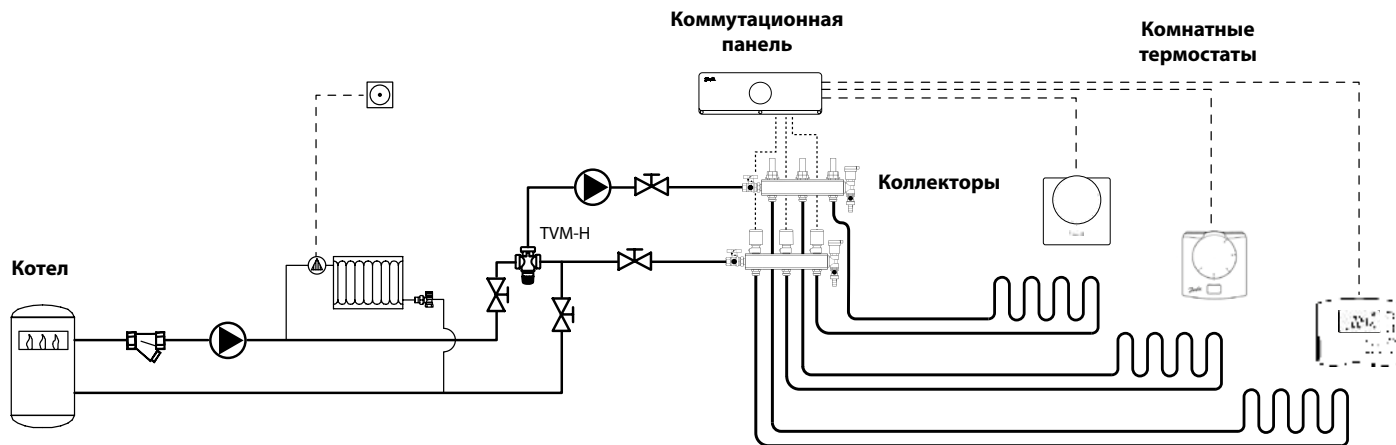 Коммутационная
панель
Комнатные
термостаты
Коллекторы
TVM-H
Котел